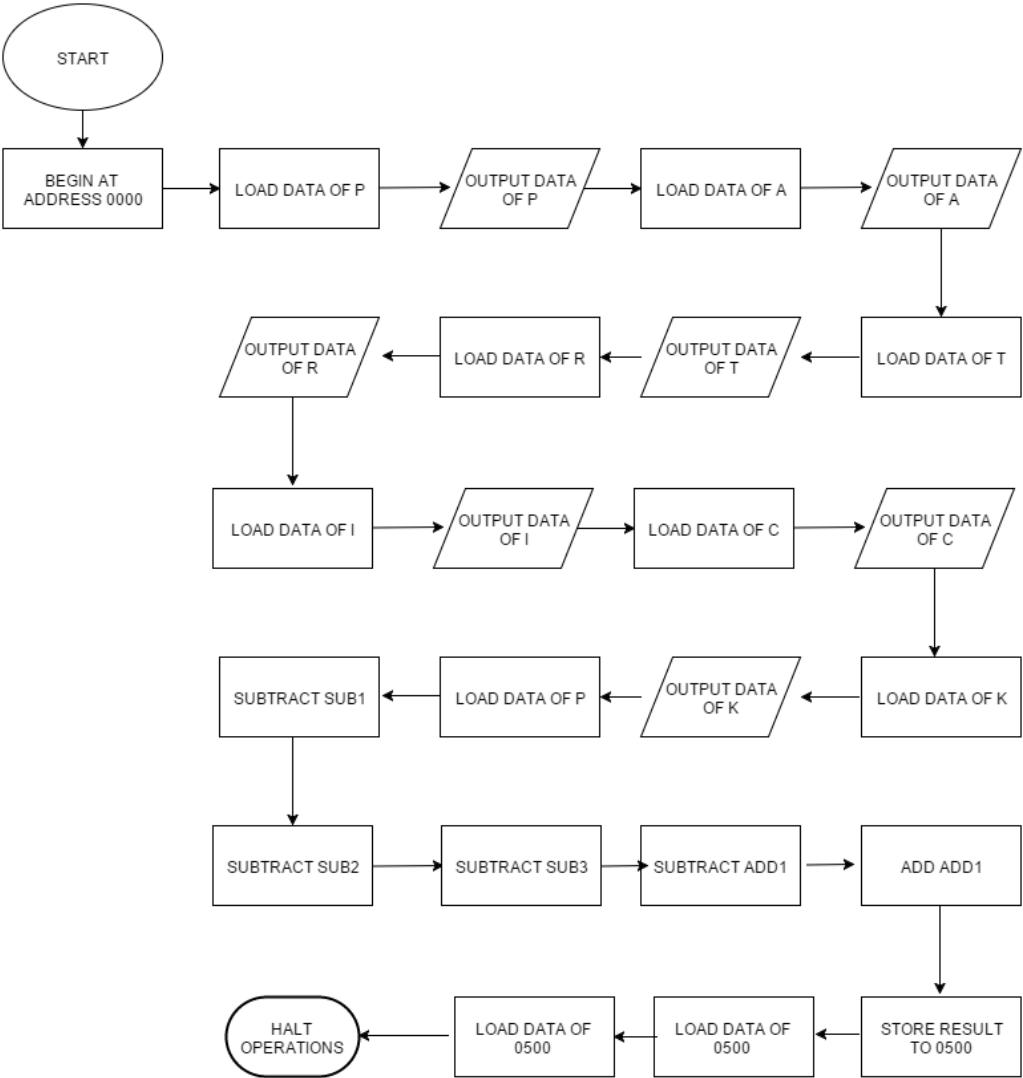 START
BEGIN AT
ADDRESS 0000
LOAD DATA OF P
OUTPUT DATA
OF P
LOAD DATA OF A
OUTPUT DATA
OF A
LOAD DATA OF T
OUTPUT DATA
OF T
LOAD DATA OF R
OUTPUT DATA
OF R
LOAD DATA OF I
OUTPUT DATA
OF I
LOAD DATA OF C
OUTPUT DATA
OF C
LOAD DATA OF K
OUTPUT DATA
OF K
LOAD DATA OF P
SUBTRACT SUB1
SUBTRACT SUB2
SUBTRACT SUB3
SUBTRACT ADD1
ADD ADD1
STORE RESULT
TO 0500
LOAD DATA OF
0500
LOAD DATA OF
0500
HALT
OPERATIONS